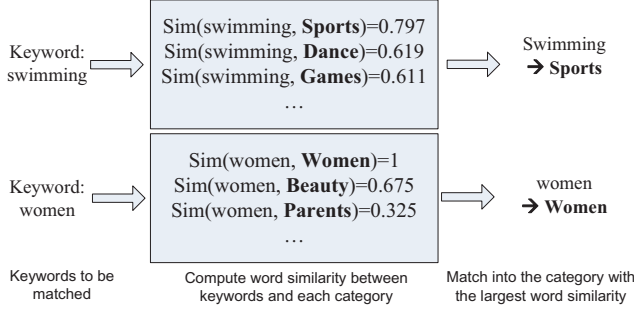 Keyword:
swimming
Sim(swimming, Sports)=0.797
Sim(swimming, Dance)=0.619
Sim(swimming, Games)=0.611
…
Swimming
→ Sports
Keyword:
women
Sim(women, Women)=1
Sim(women, Beauty)=0.675
Sim(women, Parents)=0.325
…
women
→ Women
Keywords to be
matched
Compute word similarity between
keywords and each category
Match into the category with
the largest word similarity